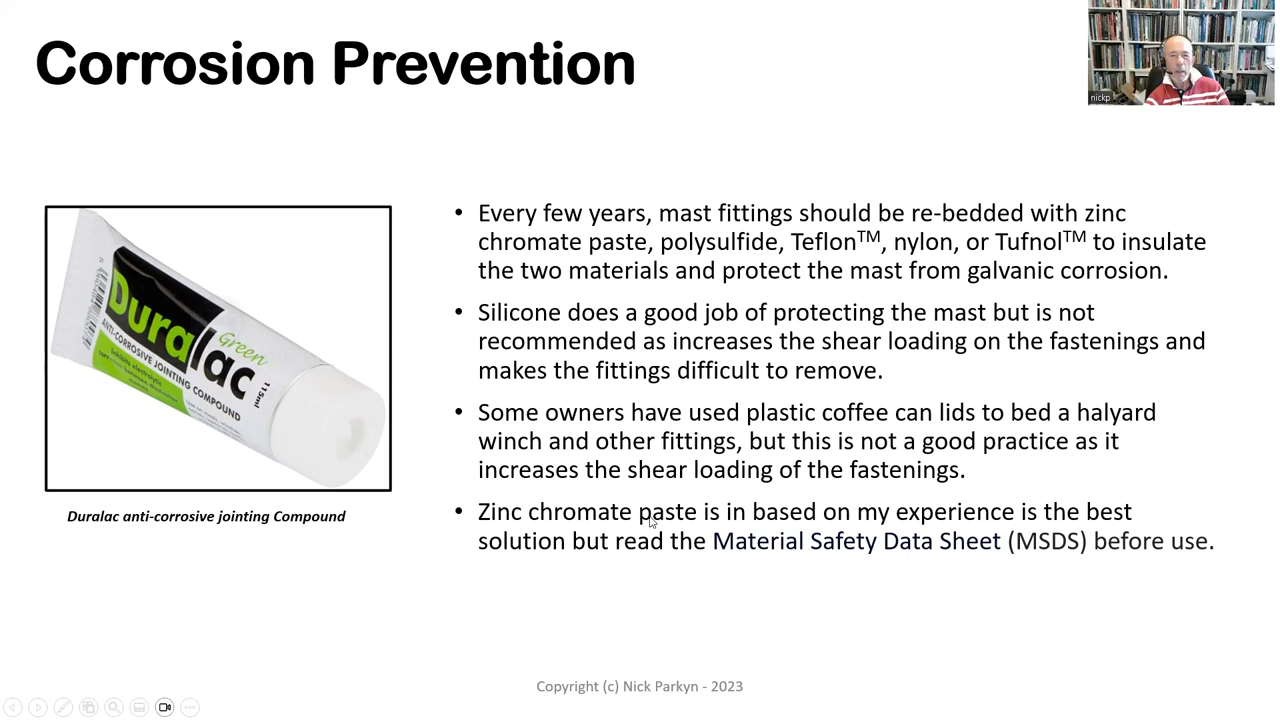 Corrosion Prevention
nickp
Duralac
Green
ANTI-CORROSIVE JOINTING COMPOUND
115ml
Inhibits electrolytic
• Every few years, mast fittings should be re-bedded with zinc
chromate paste, polysulfide, Teflon™, nylon, or Tufnol™ to insulate
the two materials and protect the mast from galvanic corrosion.
• Silicone does a good job of protecting the mast but is not
recommended as increases the shear loading on the fastenings and
makes the fittings difficult to remove.
• Some owners have used plastic coffee can lids to bed a halyard
winch and other fittings, but this is not a good practice as it
increases the shear loading of the fastenings.
• Zinc chromate paste is in based on my experience is the best
solution but read the Material Safety Data Sheet (MSDS) before use.
Duralac anti-corrosive jointing Compound
Copyright (c) Nick Parkyn - 2023